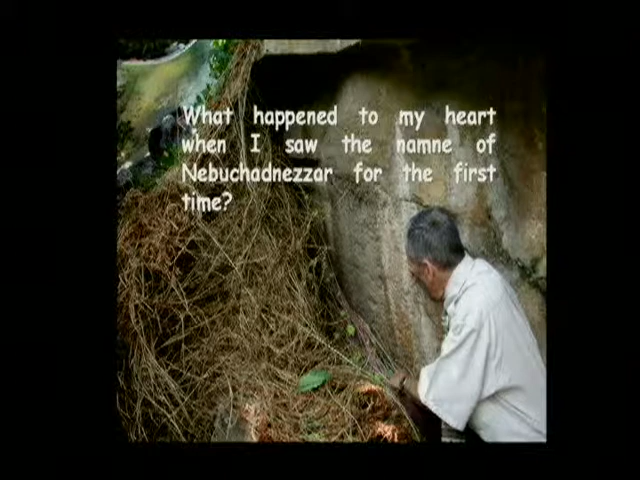 What happened to my heart
when I saw the namne of
Nebuchadnezzar for the first
time?